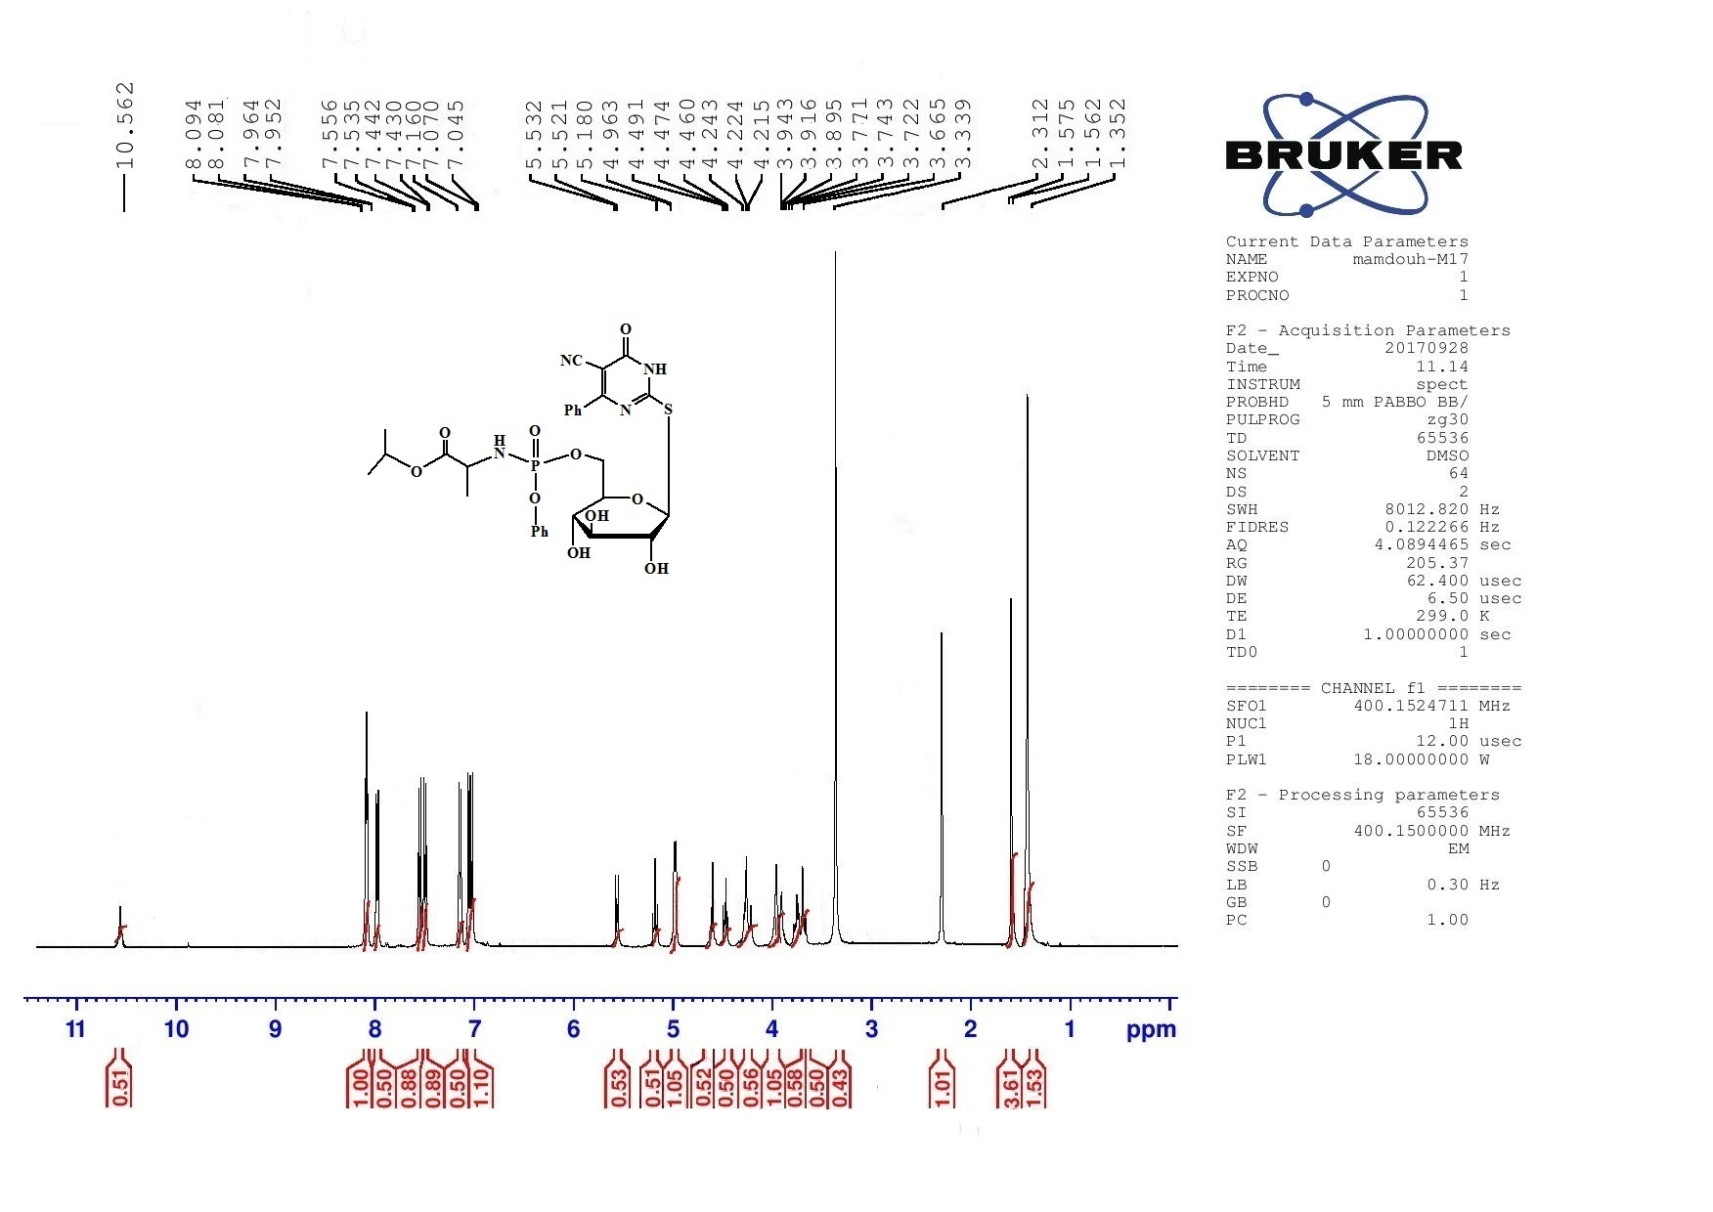 10.562
8.094
8.081
7.964
7.952
7.556
7.535
7.442
7.430
7.160
7.070
7.045
5.532
5.521
5.180
4.963
4.491
4.474
4.460
4.243
4.224
4.215
3.943
3.916
3.895
3.771
3.743
3.722
3.665
3.339
2.312
1.575
1.562
1.352
BRUKER
Current Data Parameters
NAME mamdouh-M17
EXPNO 1
PROCNO 1
F2 - Acquisition Parameters
Date_ 20170928
Time 11.14
INSTRUM spect
PROBHD 5 mm PABBO BB/
PULPROG zg30
TD 65536
SOLVENT DMSO
NS 64
DS 2
SWH 8012.820 Hz
FIDRES 0.122266 Hz
AQ 4.0894465 sec
RG 205.37
DW 62.400 usec
DE 6.50 usec
TE 299.0 K
D1 1.00000000 sec
TD0 1
======== CHANNEL f1 ========
SFO1 400.1524711 MHz
NUC1 1H
P1 12.00 usec
PLW1 18.00000000 W
F2 - Processing parameters
SI 65536
SF 400.1500000 MHz
WDW EM
SSB 0
LB 0.30 Hz
GB 0
PC 1.00
O
NC
NH
Ph
N
S
O
O
H
N
P
O
O
O
O
OH
Ph
OH
OH
11 10 9 8 7 6 5 4 3 2 1 ppm
0.51
1.00
0.50
0.88
0.89
0.50
1.10
0.53
0.51
1.05
0.52
0.50
0.56
1.05
0.58
0.50
0.43
1.01
3.61
1.53